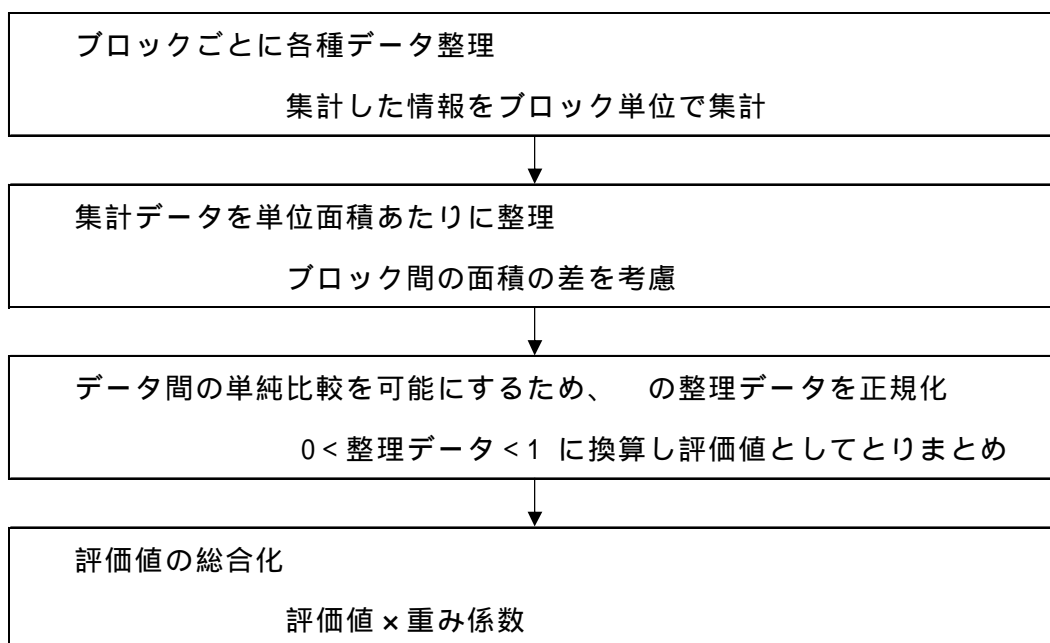 ブロックごとに各種データ整理
集計した情報をブロック単位で集計
集計データを単位面積あたりに整理
ブロック間の面積の差を考慮
データ間の単純比較を可能にするため、　の整理データを正規化
0＜整理データ＜1 に換算し評価値としてとりまとめ
評価値の総合化
評価値×重み係数